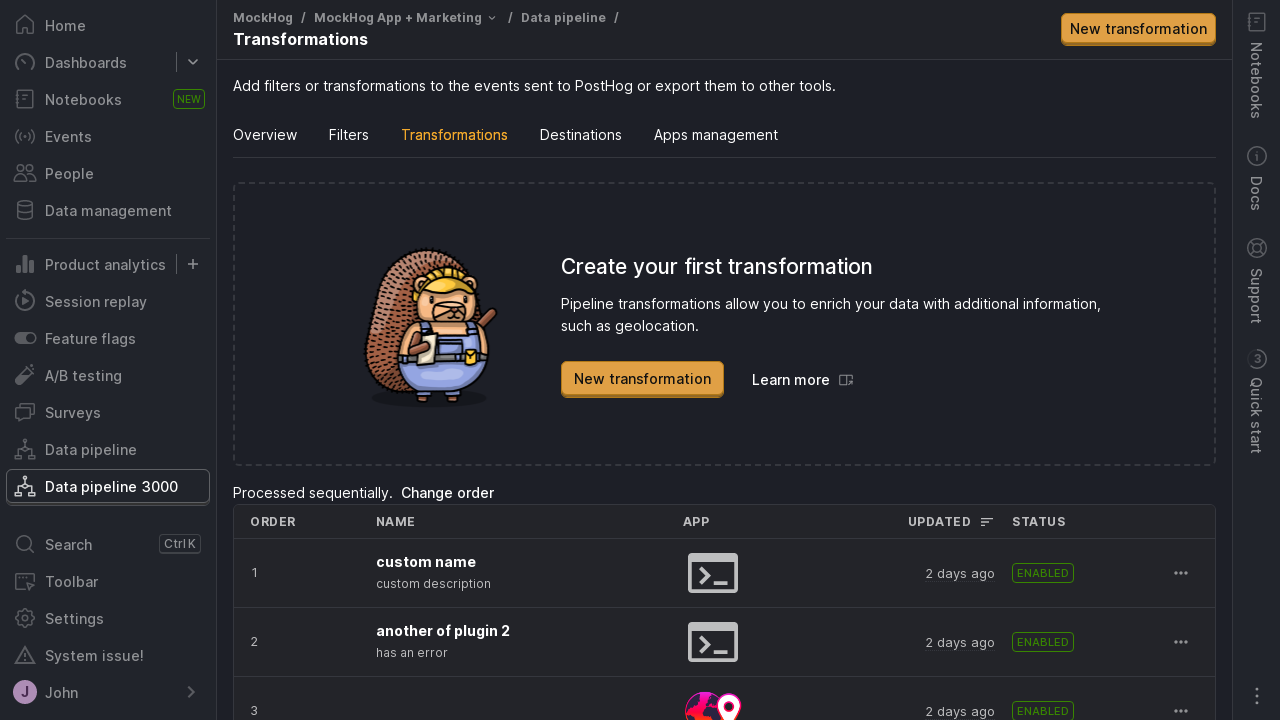 Home
Dashboards
Notebooks NEW
Events
People
Data management
Product analytics
Session replay
Feature flags
A/B testing
Surveys
Data pipeline
Data pipeline 3000
Search Ctrl K
Toolbar
Settings
System issue!
J John
MockHog / MockHog App + Marketing / Data pipeline /
Transformations
New transformation
Add filters or transformations to the events sent to PostHog or export them to other tools.
Overview Filters Transformations Destinations Apps management
Create your first transformation
Pipeline transformations allow you to enrich your data with additional information,
such as geolocation.
New transformation Learn more
Processed sequentially. Change order
ORDER NAME APP UPDATED STATUS
1 custom name 2 days ago ENABLED
custom description
2 another of plugin 2 2 days ago ENABLED
has an error
3 2 days ago ENABLED
Notebooks
Docs
Support
3 Quick start